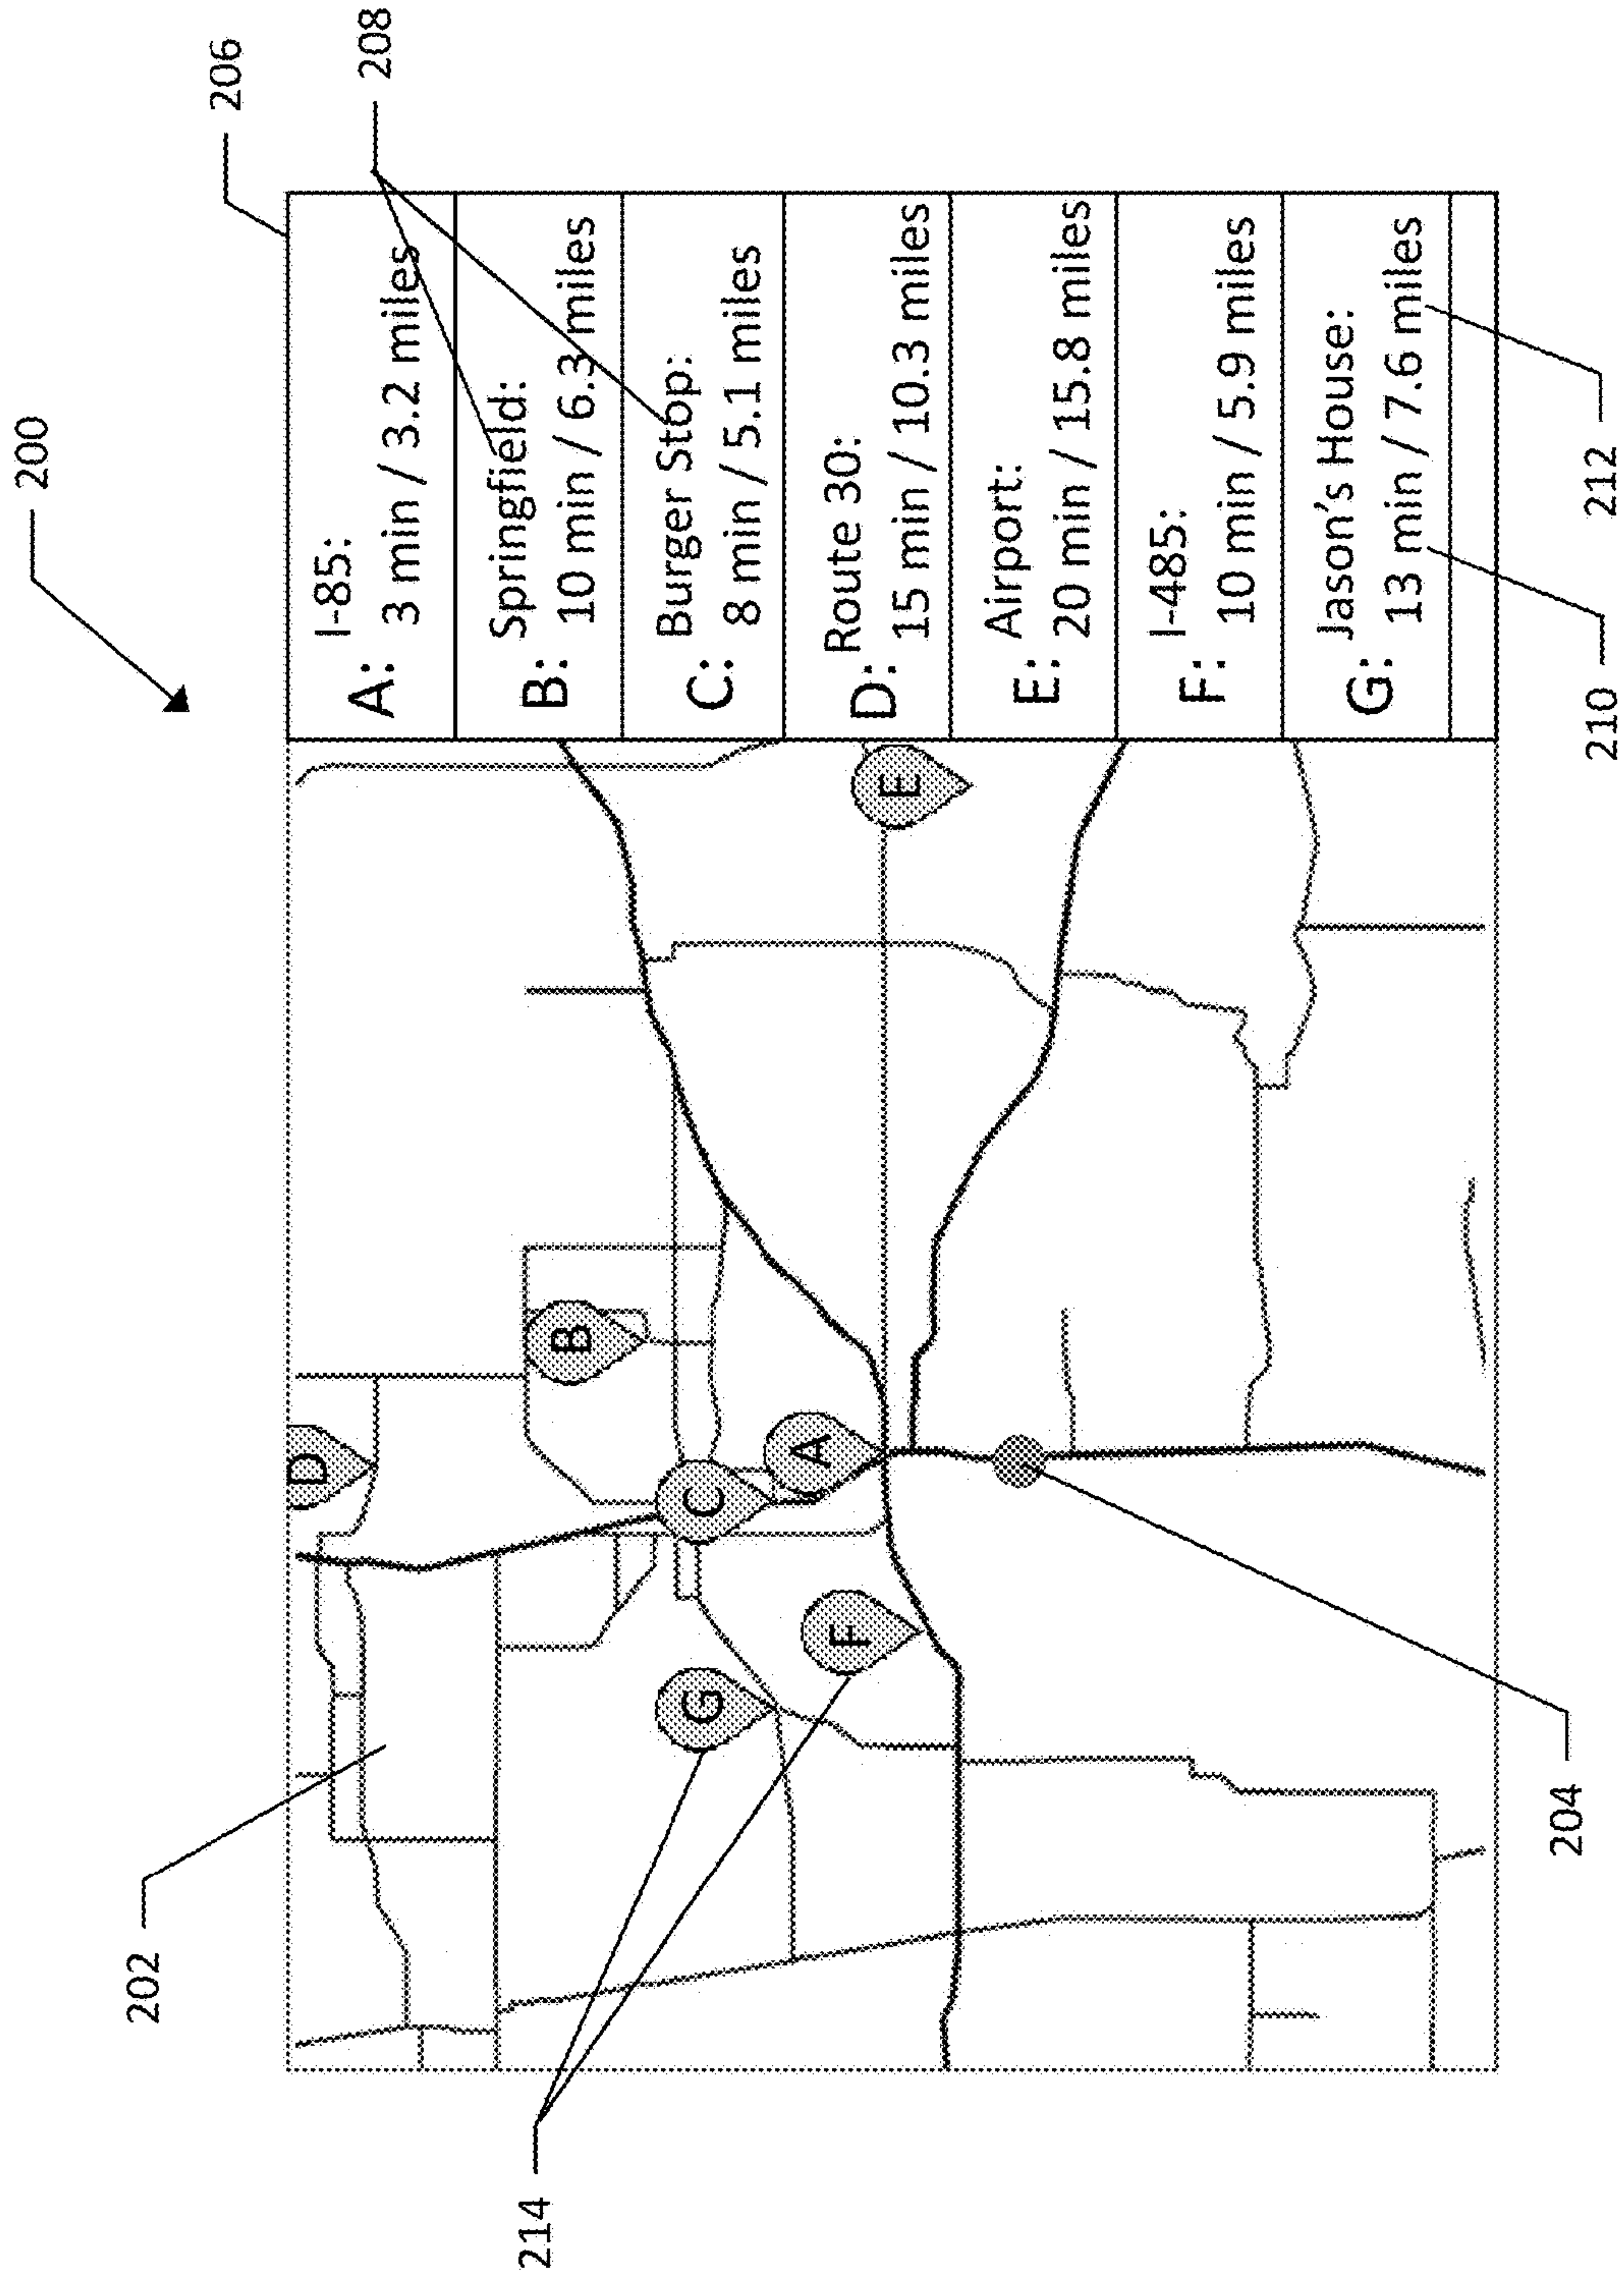 200
206
208
202
214
A: I-85:
3 min / 3.2 miles
B: Springfield:
10 min / 6.3 miles
C: Burger Stop:
8 min / 5.1 miles
D: Route 30:
15 min / 10.3 miles
E: Airport:
20 min / 15.8 miles
F: I-485:
10 min / 5.9 miles
G: Jason's House:
13 min / 7.6 miles
D
B
C
A
E
G
F
204
210
212